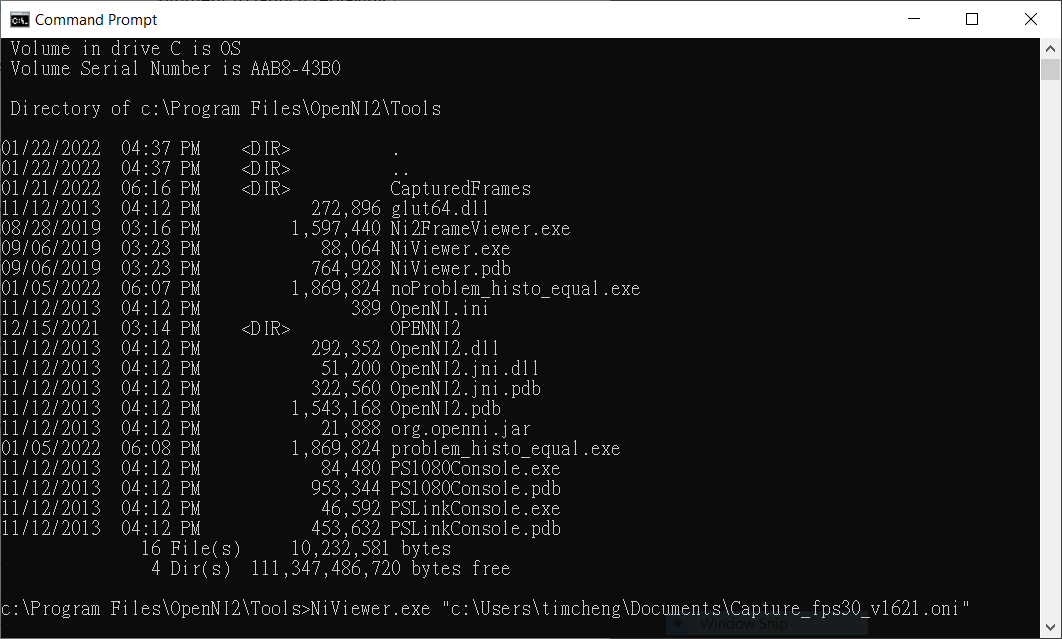 Command Prompt
Volume in drive C is OS
Volume Serial Number is AAB8-43B0
Directory of c:\Program Files\OpenNI2\Tools
01/22/2022 04:37 PM <DIR> .
01/22/2022 04:37 PM <DIR> ..
01/21/2022 06:16 PM <DIR> CapturedFrames
11/12/2013 04:12 PM 272,896 glut64.dll
08/28/2019 03:16 PM 1,597,440 Ni2FrameViewer.exe
09/06/2019 03:23 PM 88,064 NiViewer.exe
09/06/2019 03:23 PM 764,928 NiViewer.pdb
01/05/2022 06:07 PM 1,869,824 noProblem_histo_equal.exe
11/12/2013 04:12 PM 389 OpenNI.ini
12/15/2021 03:14 PM <DIR> OPENNI2
11/12/2013 04:12 PM 292,352 OpenNI2.dll
11/12/2013 04:12 PM 51,200 OpenNI2.jni.dll
11/12/2013 04:12 PM 322,560 OpenNI2.jni.pdb
11/12/2013 04:12 PM 1,543,168 OpenNI2.pdb
11/12/2013 04:12 PM 21,888 org.openni.jar
01/05/2022 06:08 PM 1,869,824 problem_histo_equal.exe
11/12/2013 04:12 PM 84,480 PS1080Console.exe
11/12/2013 04:12 PM 953,344 PS1080Console.pdb
11/12/2013 04:12 PM 46,592 PSLinkConsole.exe
11/12/2013 04:12 PM 453,632 PSLinkConsole.pdb
16 File(s) 10,232,581 bytes
4 Dir(s) 111,347,486,720 bytes free
c:\Program Files\OpenNI2\Tools>NiViewer.exe "c:\Users\timcheng\Documents\Capture_fps30_v1621.oni"
Window Snip